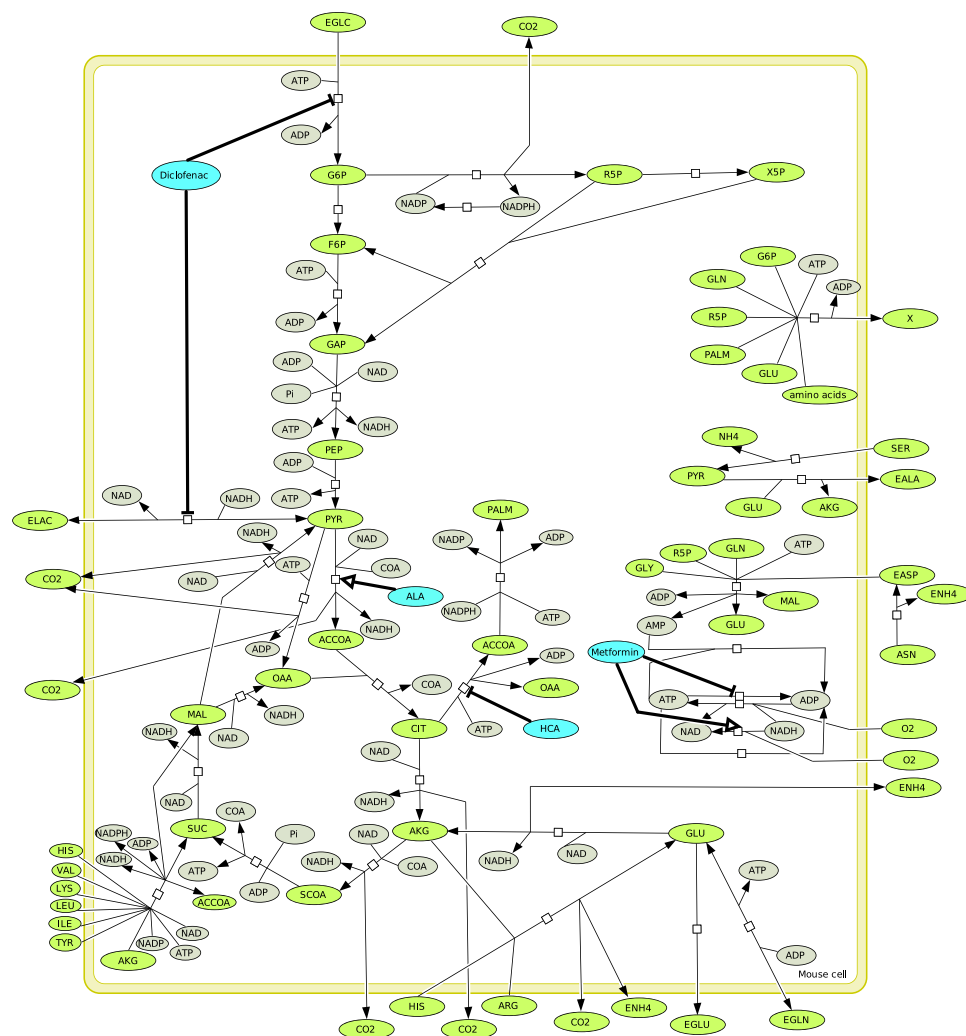 EGLC
CO2
ATP
ADP
Diclofenac
G6P
R5P
X5P
NADP
NADPH
F6P
G6P
ATP
ATP
GLN
ADP
ADP
R5P
X
GAP
PALM
ADP
NAD
GLU
Pi
amino acids
ATP
NADH
NH4
SER
PEP
ADP
PYR
EALA
NAD
NADH
ATP
GLU
AKG
ELAC
PYR
PALM
NADH
NAD
NADP
ADP
R5P
GLN
ATP
ATP
COA
GLY
CO2
NAD
EASP
ALA
ADP
MAL
ENH4
NADPH
ATP
AMP
GLU
NADH
ACCOA
ACCOA
ADP
Metformin
ASN
ADP
OAA
COA
OAA
CO2
ATP
ADP
MAL
CIT
ATP
HCA
O2
NADH
NAD
NADH
NAD
NADH
NAD
O2
NAD
NADH
ENH4
COA
SUC
Pi
NAD
AKG
GLU
NADPH
ADP
HIS
NADH
NADH
COA
NADH
NAD
VAL
ATP
ATP
LYS
ADP
SCOA
LEU
ACCOA
ILE
NAD
TYR
NADP
ATP
ADP
AKG
Mouse cell
HIS
ARG
ENH4
CO2
CO2
CO2
EGLU
EGLN